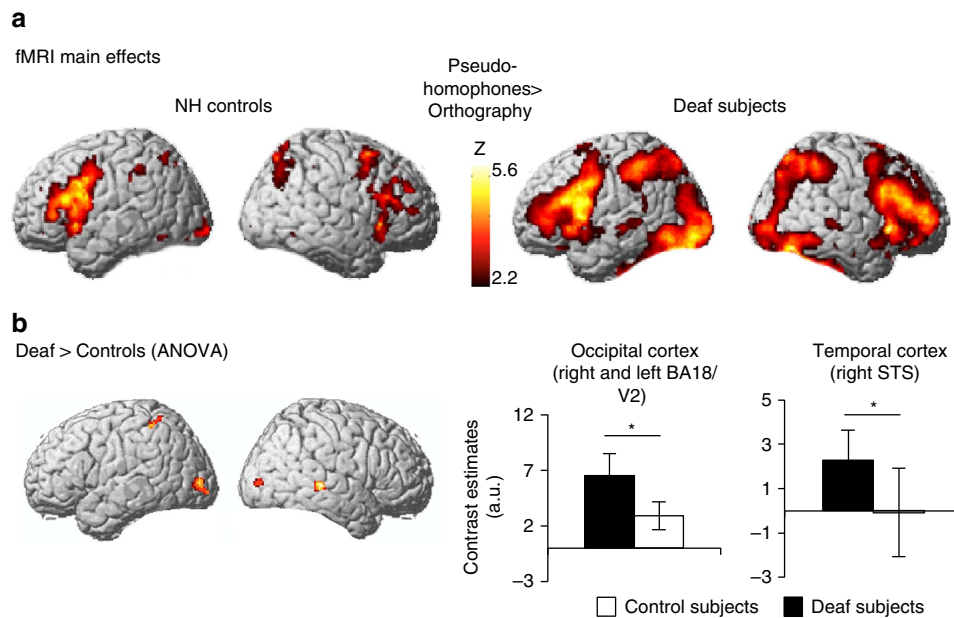 a
fMRI main effects
NH controls
Pseudo-
homophones>
Orthography
Deaf subjects
Z
5.6
2.2
b
Deaf > Controls (ANOVA)
Occipital cortex
(right and left BA18/
V2)
Contrast estimates
(a.u.)
12
7
2
−3
*
Temporal cortex
(right STS)
5
3
1
−1
−3
*
Control subjects
Deaf subjects